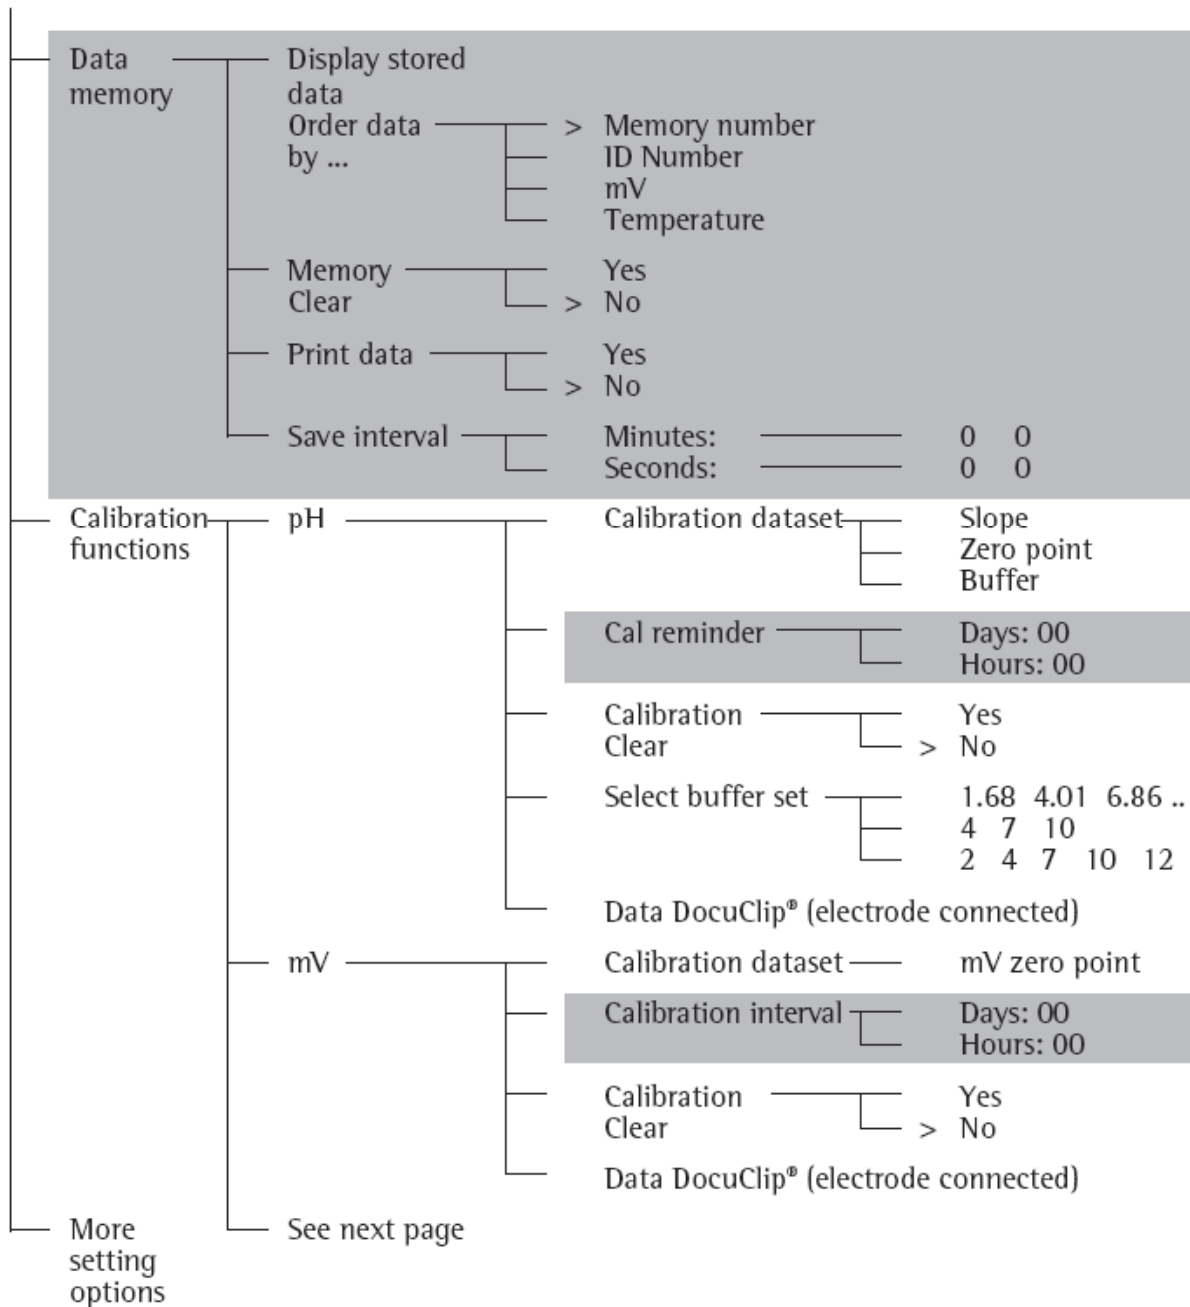 Data Display stored
memory data
Order data > Memory number
by ... ID Number
mV
Temperature
Memory Yes
Clear > No
Print data Yes
> No
Save interval Minutes: 0 0
Seconds: 0 0
Calibration pH Calibration dataset Slope
functions Zero point
Buffer
Cal reminder Days: 00
Hours: 00
Calibration Yes
Clear > No
Select buffer set 1.68 4.01 6.86 ..
4 7 10
2 4 7 10 12
Data DocuClip® (electrode connected)
mV Calibration dataset mV zero point
Calibration interval Days: 00
Hours: 00
Calibration Yes
Clear > No
Data DocuClip® (electrode connected)
More See next page
setting
options